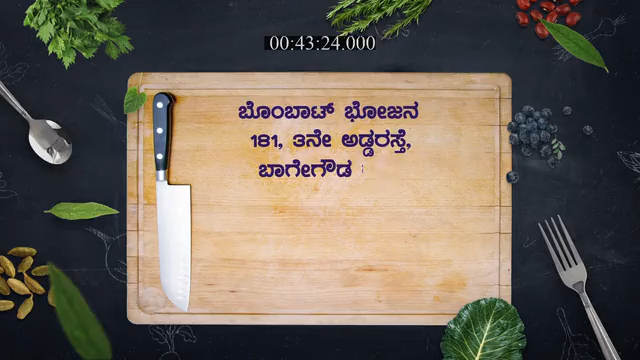 00:43:24.000
ಬೊಂಬಾಟ್ ಭೋಜನ
181, 3ನೇ ಅಡ್ಡರಸ್ತೆ,
ಬಾಗೇಗೌಡ